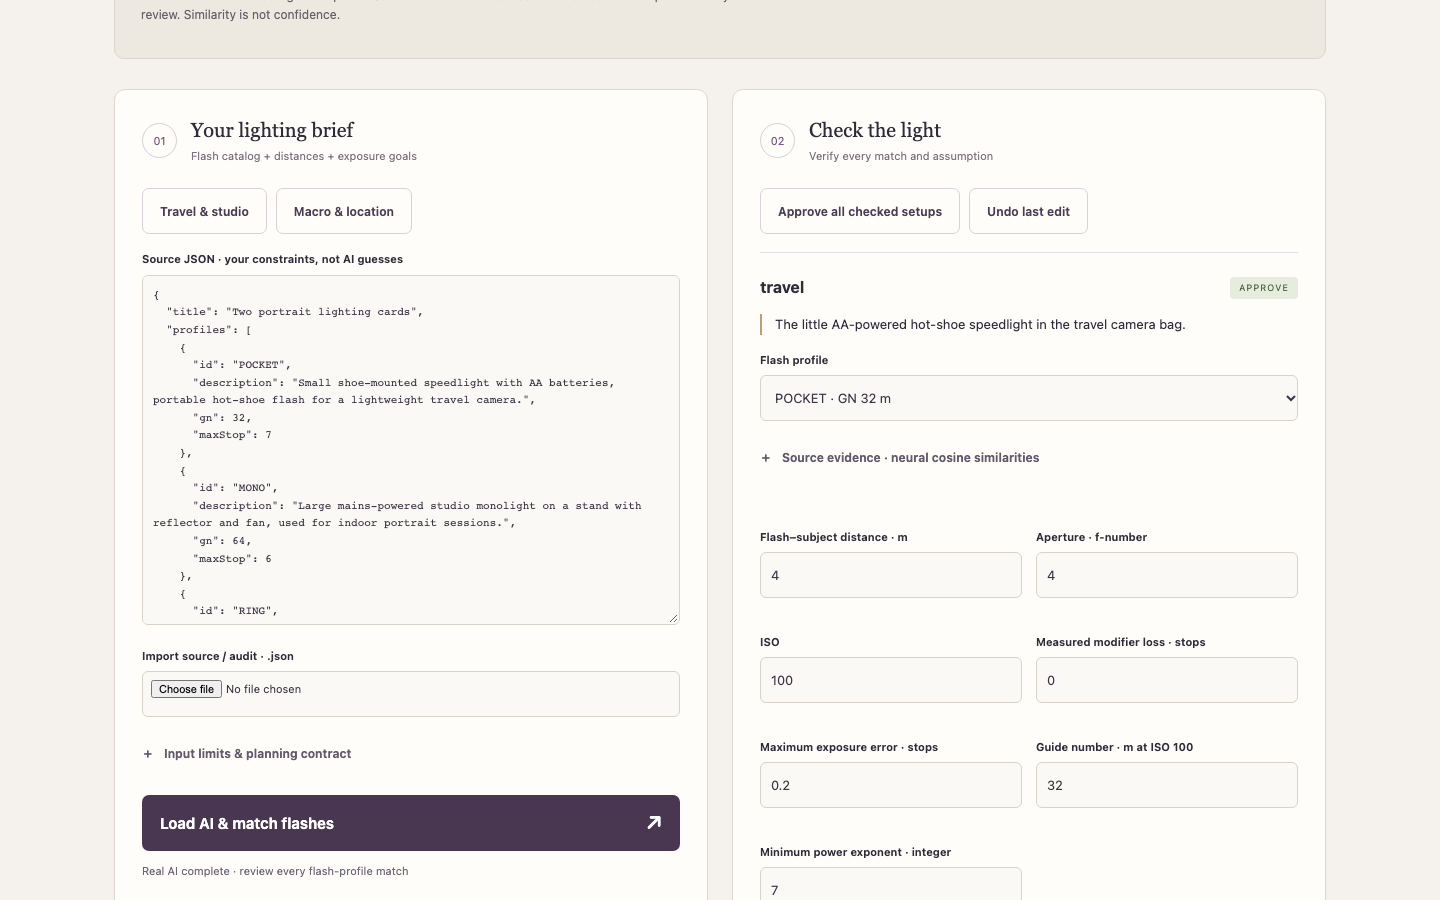 review. Similarity is not confidence.
01
Your lighting brief
Flash catalog + distances + exposure goals
Travel & studio
Macro & location
Source JSON · your constraints, not AI guesses
{
"title": "Two portrait lighting cards",
"profiles": [
{
"id": "POCKET",
"description": "Small shoe-mounted speedlight with AA batteries,
portable hot-shoe flash for a lightweight travel camera.",
"gn": 32,
"maxStop": 7
},
{
"id": "MONO",
"description": "Large mains-powered studio monolight on a stand with
reflector and fan, used for indoor portrait sessions.",
"gn": 64,
"maxStop": 6
},
{
"id": "RING",
Import source / audit · .json
Choose file No file chosen
+ Input limits & planning contract
Load AI & match flashes
Real AI complete · review every flash-profile match
02
Check the light
Verify every match and assumption
Approve all checked setups
Undo last edit
travel
APPROVE
The little AA-powered hot-shoe speedlight in the travel camera bag.
Flash profile
POCKET · GN 32 m
+ Source evidence · neural cosine similarities
Flash–subject distance · m
4
Aperture · f-number
4
ISO
100
Measured modifier loss · stops
0
Maximum exposure error · stops
0.2
Guide number · m at ISO 100
32
Minimum power exponent · integer
7